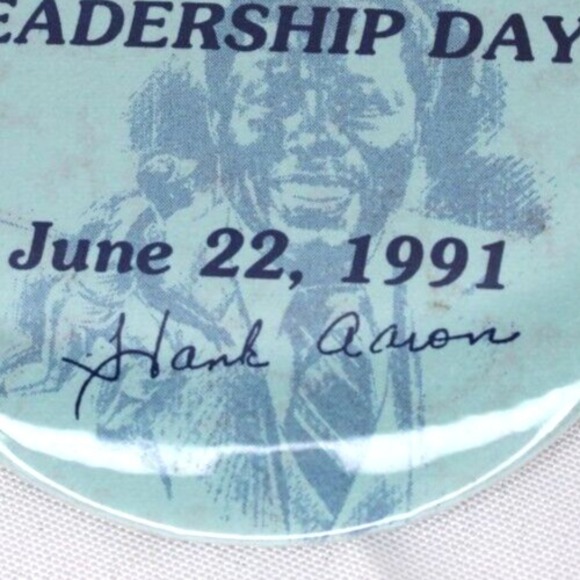 EADERSHIP DAY
June 22, 1991
Hank Aaron